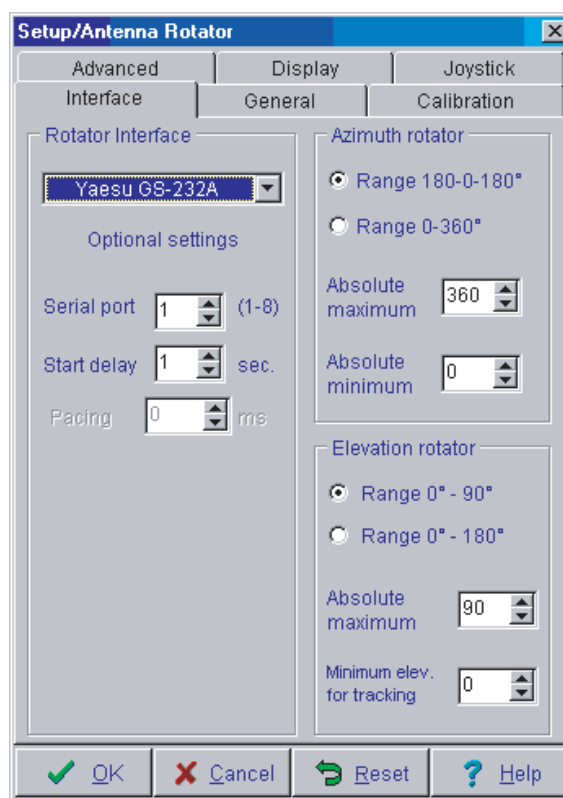 Setup/Antenna Rotator
Advanced
Display
Joystick
Interface
General
Calibration
Rotator Interface
Yaesu GS-232A
Optional settings
Serial port 1 (1-8)
Start delay 1 sec.
Pacing 0 ms
Azimuth rotator
Range 180-0-180°
Range 0-360°
Absolute
maximum
360
Absolute
minimum
0
Elevation rotator
Range 0° - 90°
Range 0° - 180°
Absolute
maximum
90
Minimum elev.
for tracking
0
OK
Cancel
Reset
Help